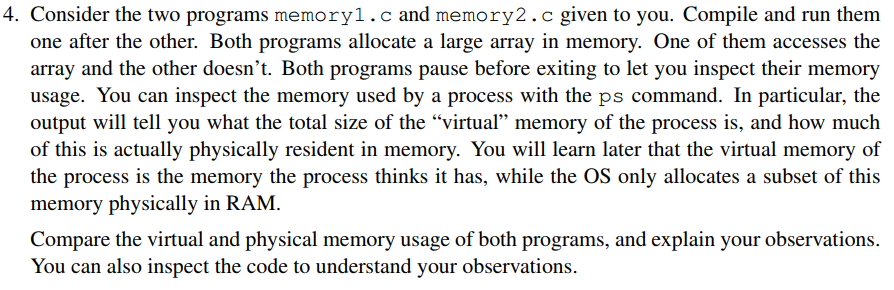 4. Consider the two programs memory1.c and memory2.c given to you. Compile and run them
one after the other. Both programs allocate a large array in memory. One of them accesses the
array and the other doesn't. Both programs pause before exiting to let you inspect their memory
usage. You can inspect the memory used by a process with the ps command. In particular, the
output will tell you what the total size of the “virtual” memory of the process is, and how much
of this is actually physically resident in memory. You will learn later that the virtual memory of
the process is the memory the process thinks it has, while the OS only allocates a subset of this
memory physically in RAM.
Compare the virtual and physical memory usage of both programs, and explain your observations.
You can also inspect the code to understand your observations.